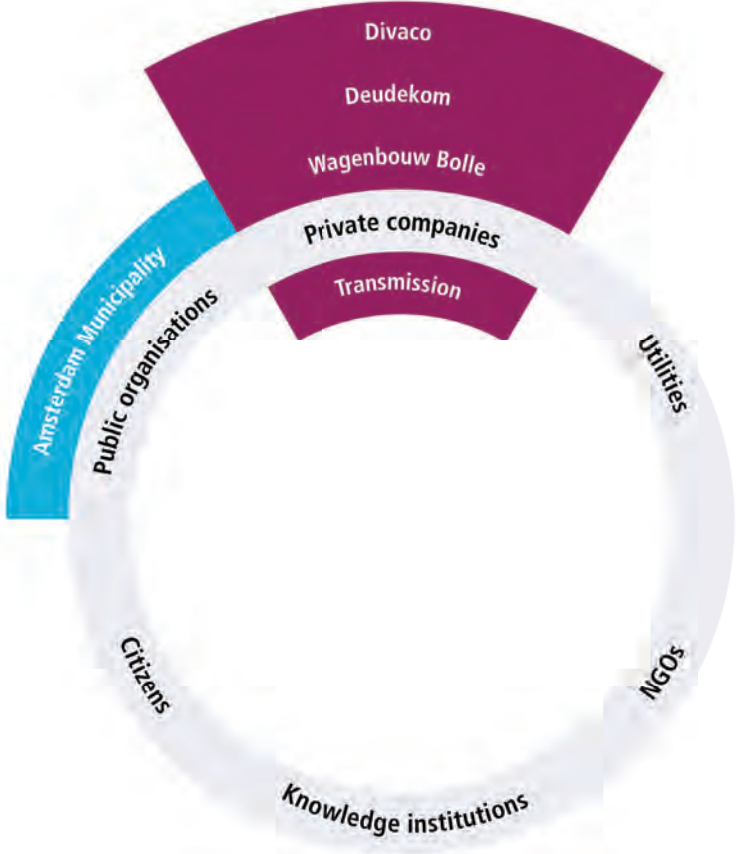 Divaco
Deudekom
Wagenbouw Bolle
Private companies
Transmission
Amsterdam Municipality
Public organisations
Utilities
Citizens
NGOs
Knowledge institutions